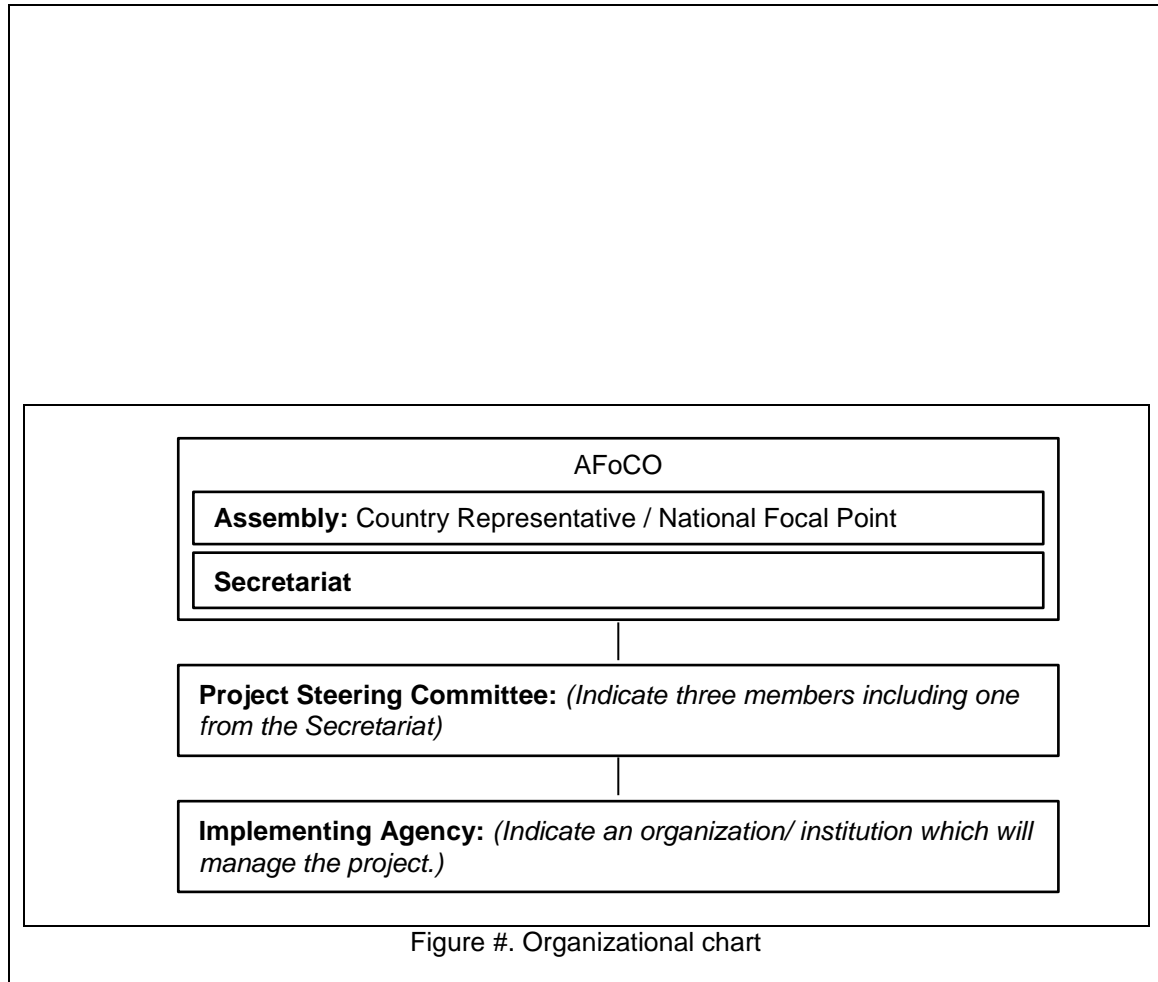 AFoCO
Assembly: Country Representative / National Focal Point
Secretariat
Project Steering Committee: (Indicate three members including one
from the Secretariat)
Implementing Agency: (Indicate an organization/ institution which will
manage the project.)
Figure #. Organizational chart